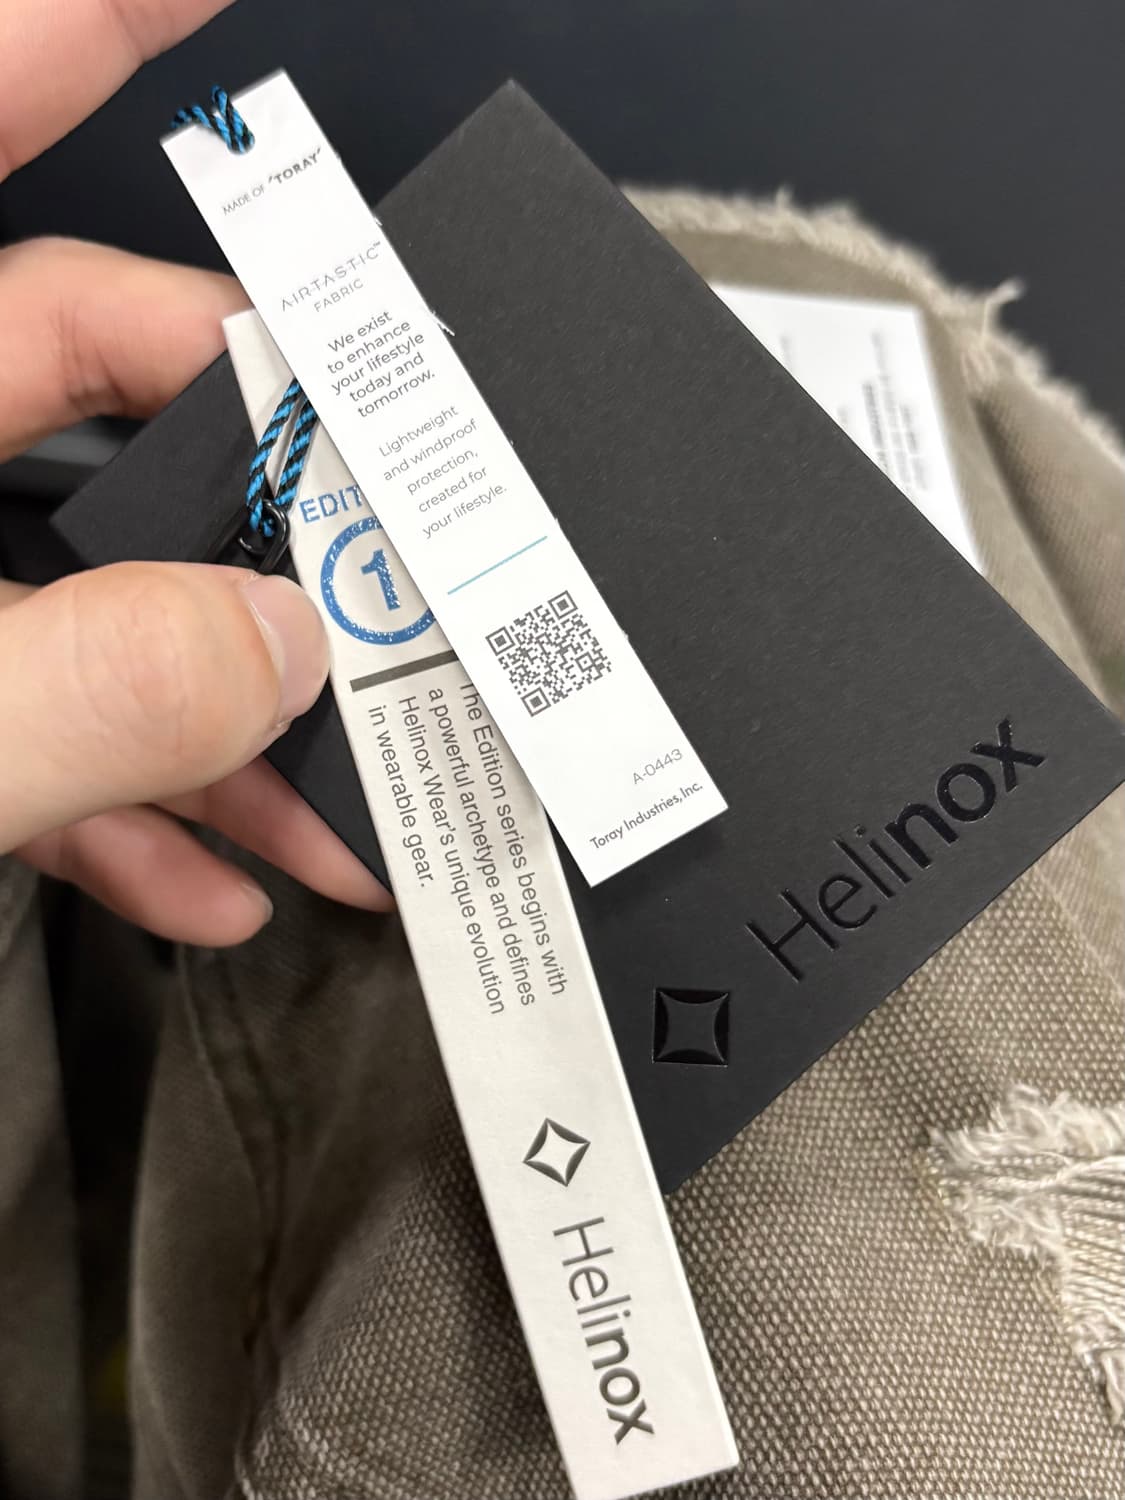 MADE OF 'TORAY'
AIRTASTIC™
FABRIC
We exist
to enhance
your lifestyle
today and
tomorrow.
Lightweight
and windproof
protection,
created for
your lifestyle.
A-0443
Toray Industries, Inc.
EDIT
1
The Edition series begins with
a powerful archetype and defines
Helinox Wear's unique evolution
in wearable gear.
Helinox
Helinox